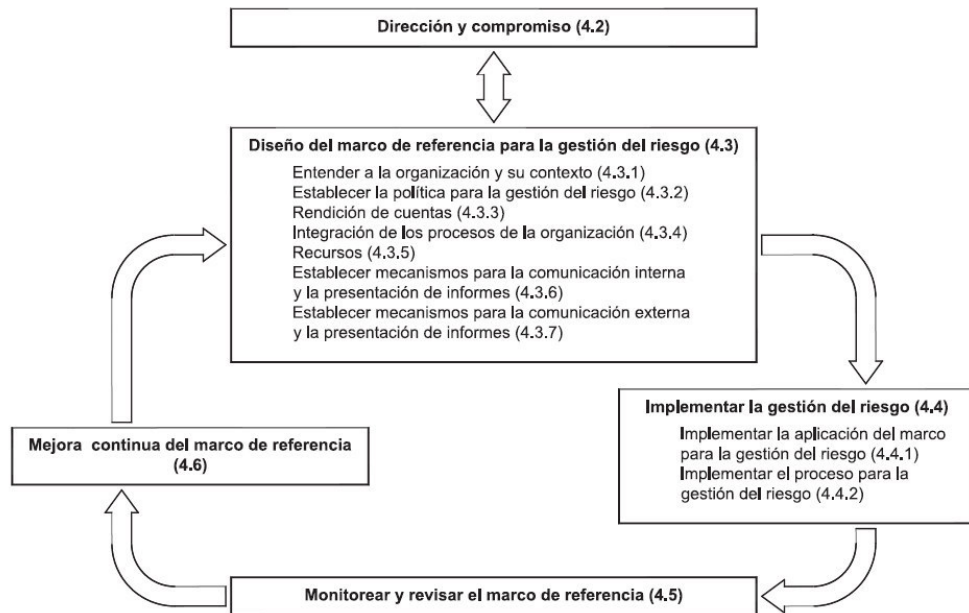 Dirección y compromiso (4.2)
Diseño del marco de referencia para la gestión del riesgo (4.3)
Entender a la organización y su contexto (4.3.1)
Establecer la política para la gestión del riesgo (4.3.2)
Rendición de cuentas (4.3.3)
Integración de los procesos de la organización (4.3.4)
Recursos (4.3.5)
Establecer mecanismos para la comunicación interna
y la presentación de informes (4.3.6)
Establecer mecanismos para la comunicación externa
y la presentación de informes (4.3.7)
Implementar la gestión del riesgo (4.4)
Implementar la aplicación del marco
para la gestión del riesgo (4.4.1)
Implementar el proceso para la
gestión del riesgo (4.4.2)
Mejora continua del marco de referencia
(4.6)
Monitorear y revisar el marco de referencia (4.5)